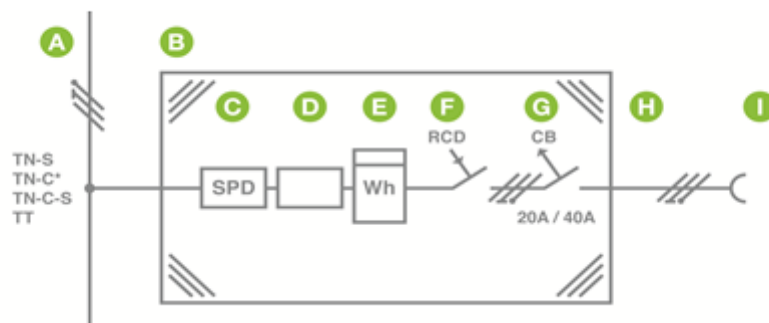 A
B
C
D
E
F
G
H
I
RCD
CB
TN-S
TN-C*
TN-C-S
TT
SPD
Wh
20A / 40A